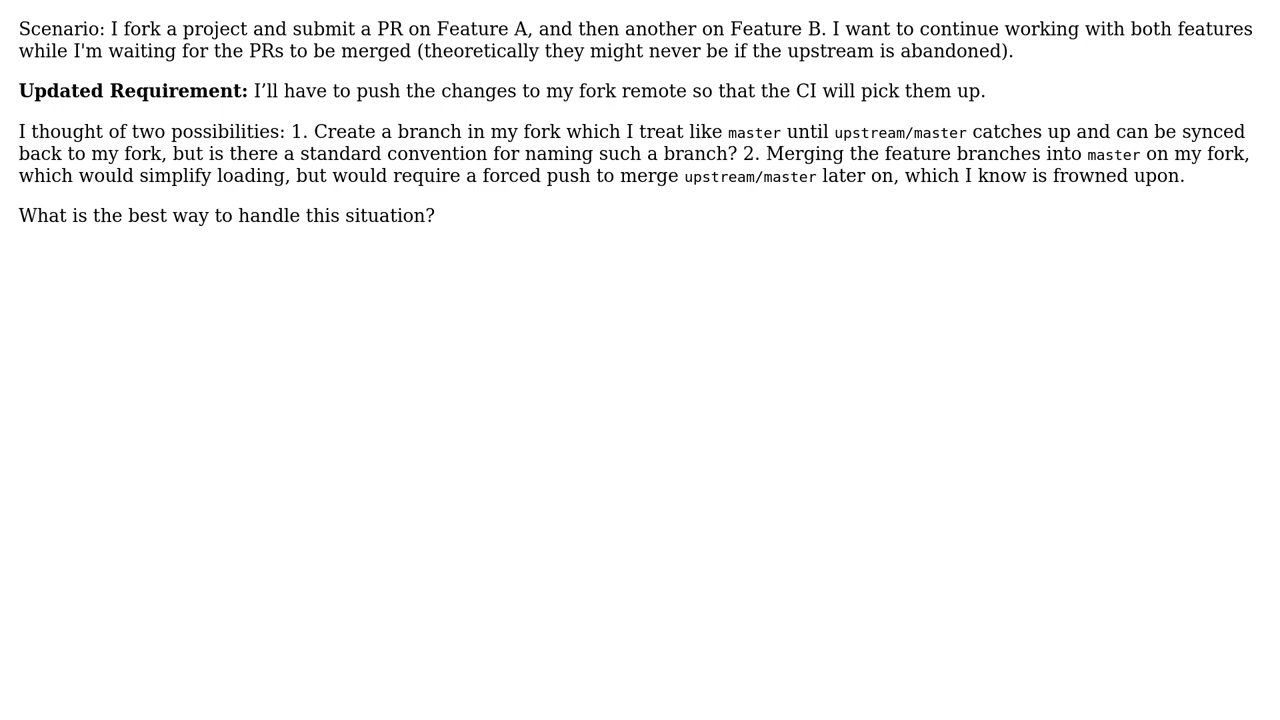 Scenario: I fork a project and submit a PR on Feature A, and then another on Feature B. I want to continue working with both features
while I'm waiting for the PRs to be merged (theoretically they might never be if the upstream is abandoned).
Updated Requirement: I’ll have to push the changes to my fork remote so that the CI will pick them up.
I thought of two possibilities: 1. Create a branch in my fork which I treat like master until upstream/master catches up and can be synced
back to my fork, but is there a standard convention for naming such a branch? 2. Merging the feature branches into master on my fork,
which would simplify loading, but would require a forced push to merge upstream/master later on, which I know is frowned upon.
What is the best way to handle this situation?